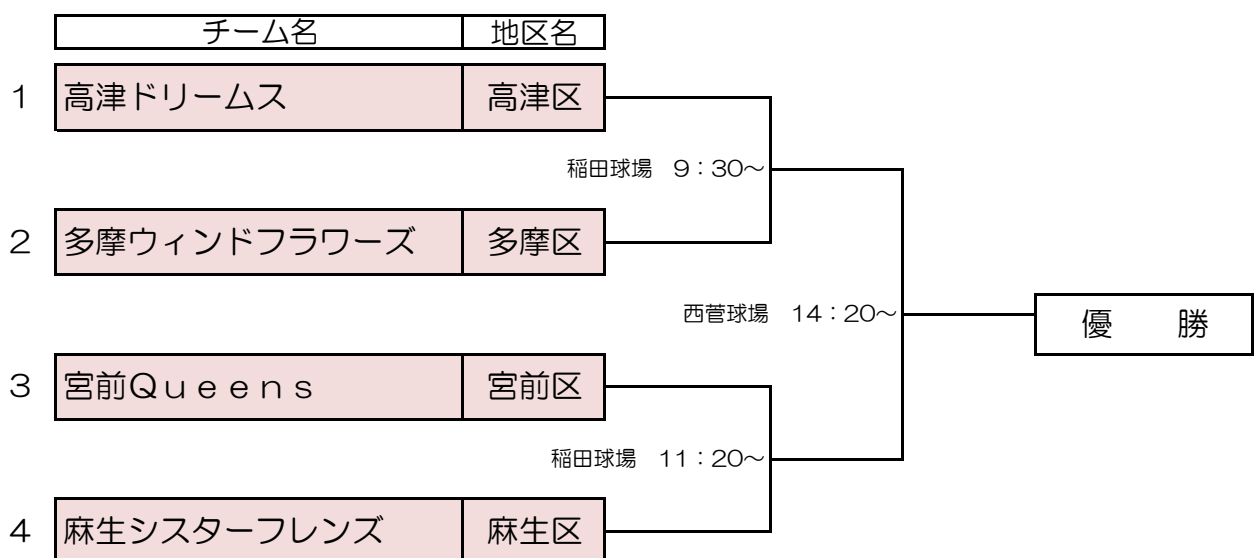 チーム名 地区名
1 高津ドリームス 高津区
稲田球場 9:30~
2 多摩ウィンドフラワーズ 多摩区
西菅球場 14:20~
優 勝
3 宮前Queens 宮前区
稲田球場 11:20~
4 麻生シスターフレンズ 麻生区